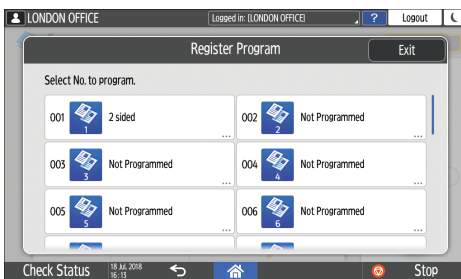 LONDON OFFICE
Logged in: [LONDON OFFICE]
?
Logout
Register Program
Exit
Select No. to program.
001 1 2 sided ...
002 2 Not Programmed ...
003 3 Not Programmed ...
004 4 Not Programmed ...
005 5 Not Programmed ...
006 6 Not Programmed ...
Check Status
18 Jul. 2018
16:13
Stop